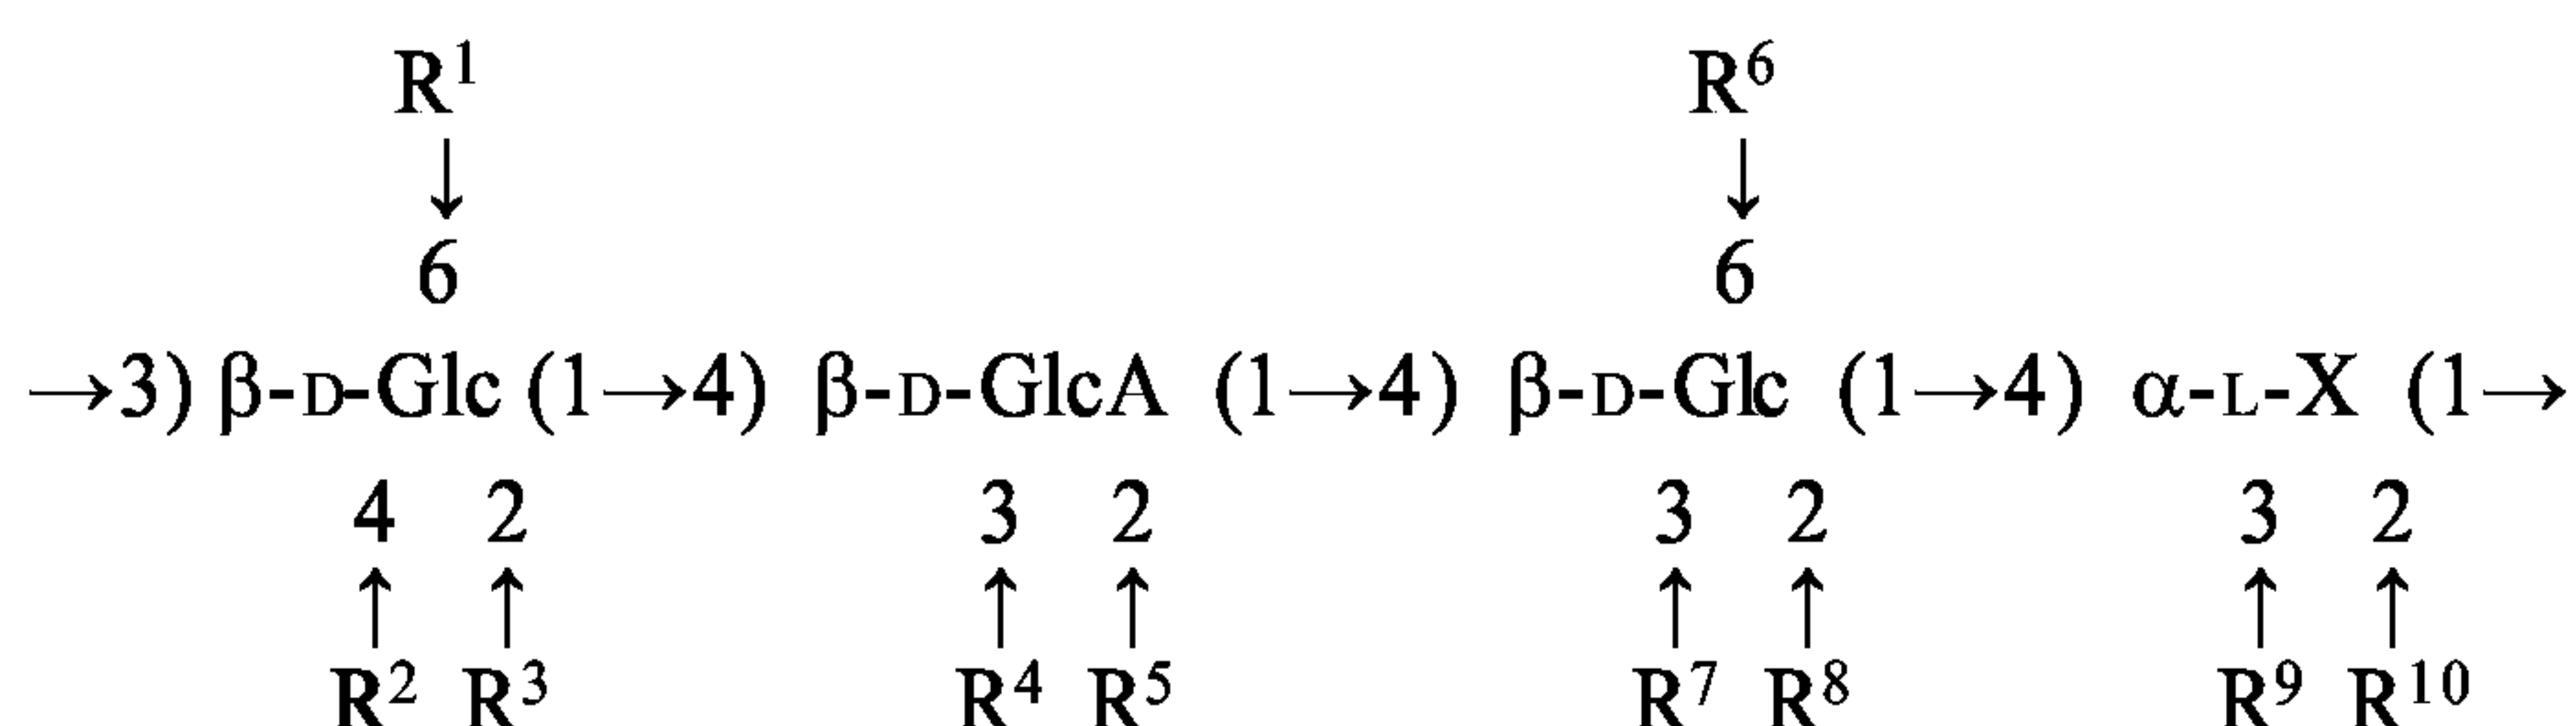 R¹ R⁶
↓ ↓
6 6
→3) β-D-Glc (1→4) β-D-GlcA (1→4) β-D-Glc (1→4) α-L-X (1→
4 2 3 2 3 2 3 2
↑ ↑ ↑ ↑ ↑ ↑ ↑ ↑
R² R³ R⁴ R⁵ R⁷ R⁸ R⁹ R¹⁰